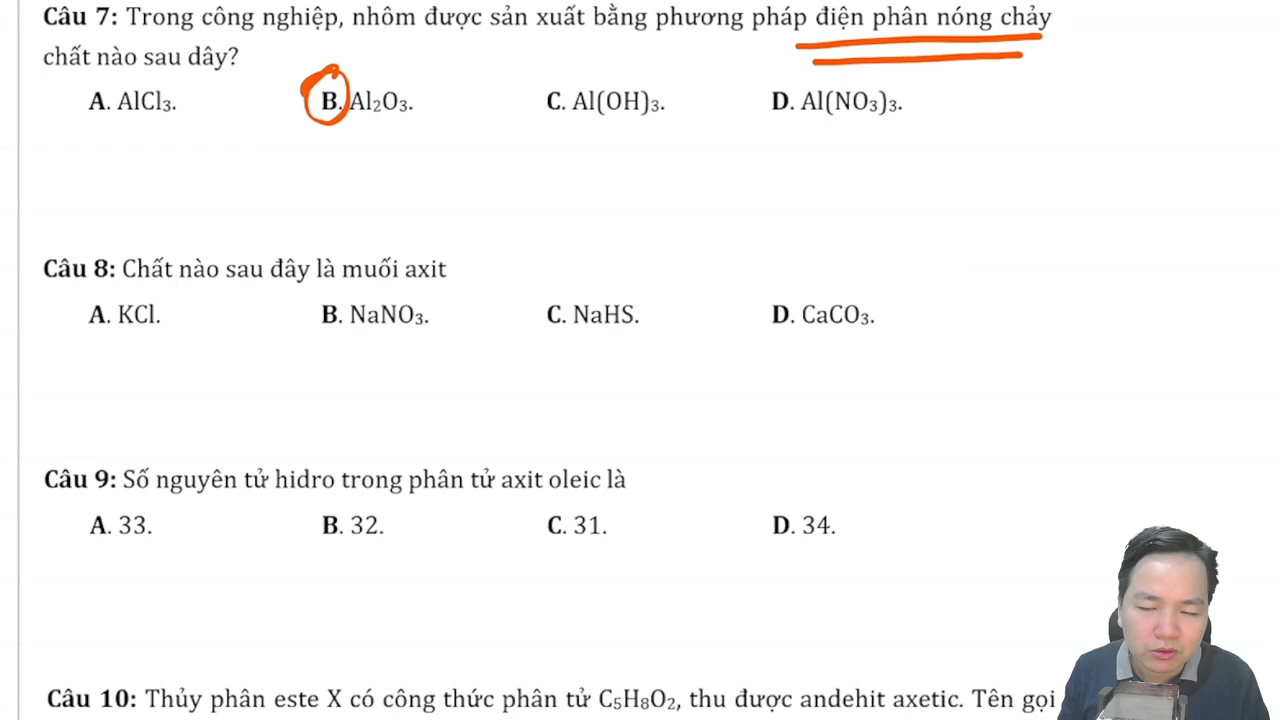 Câu 7: Trong công nghiệp, nhôm được sản xuất bằng phương pháp điện phân nóng chảy
chất nào sau dây?
A. AlCl₃. B. Al₂O₃. C. Al(OH)₃. D. Al(NO₃)₃.
Câu 8: Chất nào sau đây là muối axit
A. KCl. B. NaNO₃. C. NaHS. D. CaCO₃.
Câu 9: Số nguyên tử hidro trong phân tử axit oleic là
A. 33. B. 32. C. 31. D. 34.
Câu 10: Thủy phân este X có công thức phân tử C₅H₈O₂, thu được andehit axetic. Tên gọi